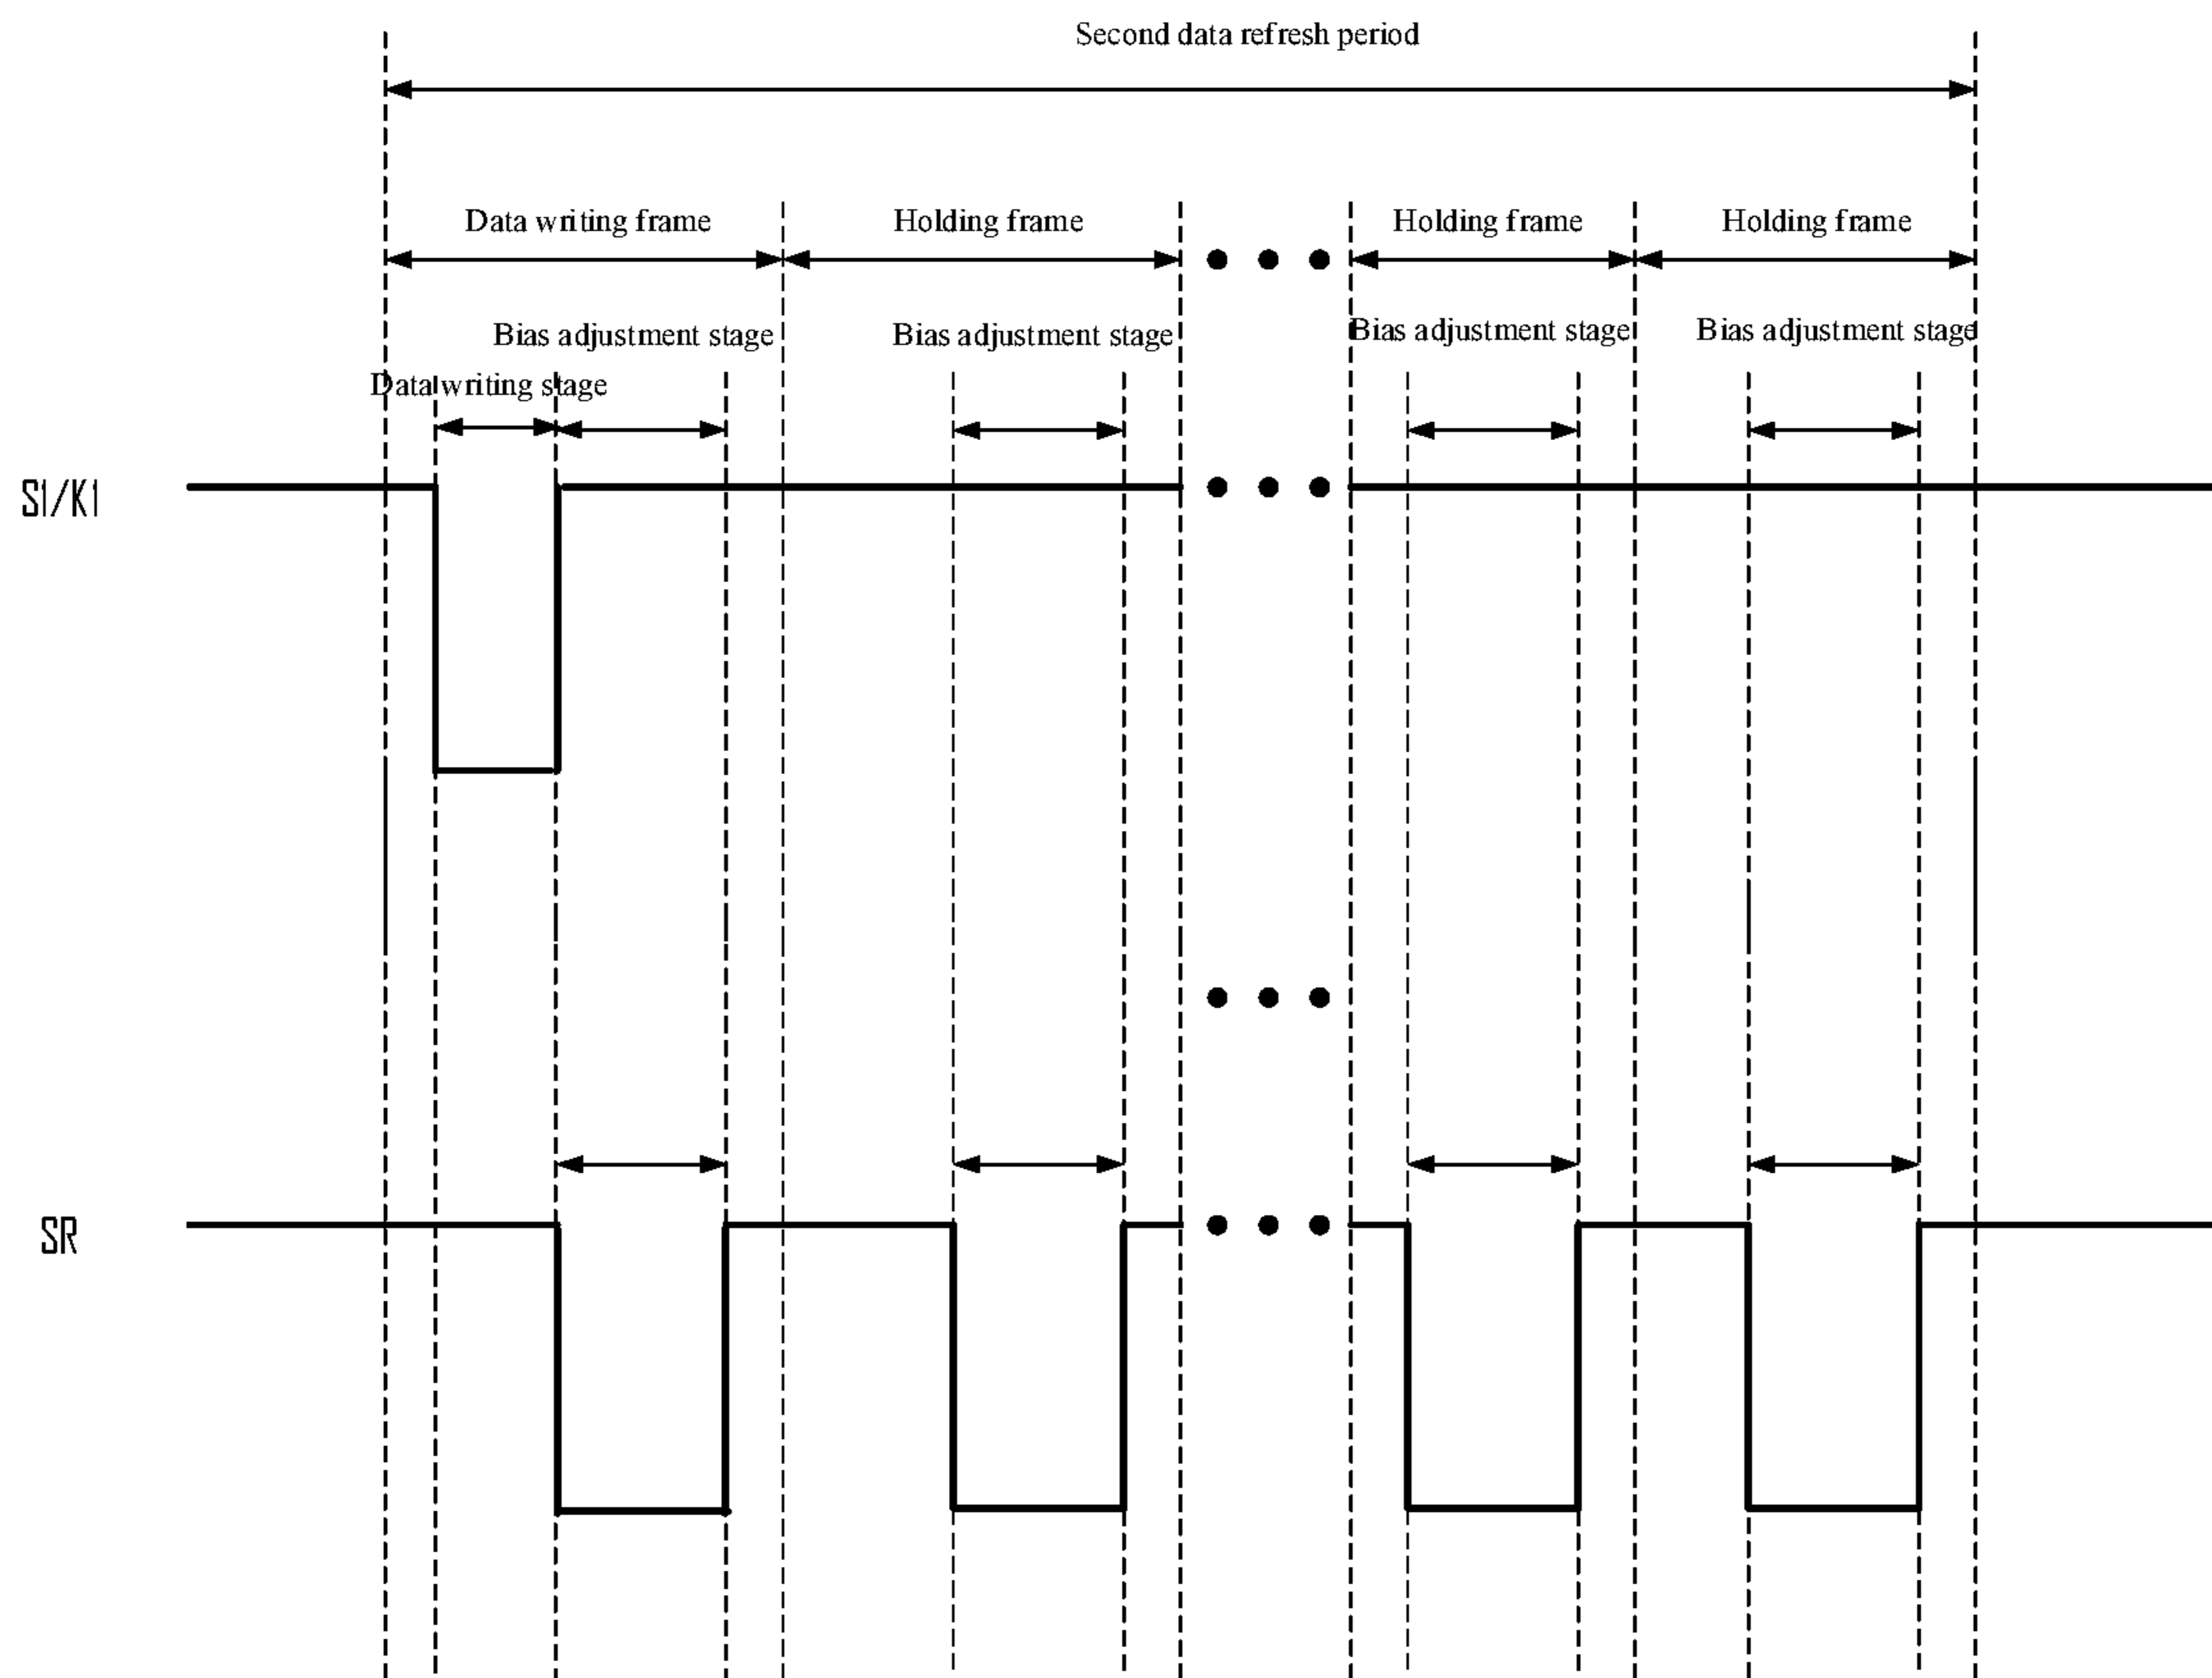 Second data refresh period
Data writing frame
Holding frame
Holding frame
Holding frame
Bias adjustment stage
Bias adjustment stage
Bias adjustment stage
Bias adjustment stage
Data writing stage
S1/K1
SR